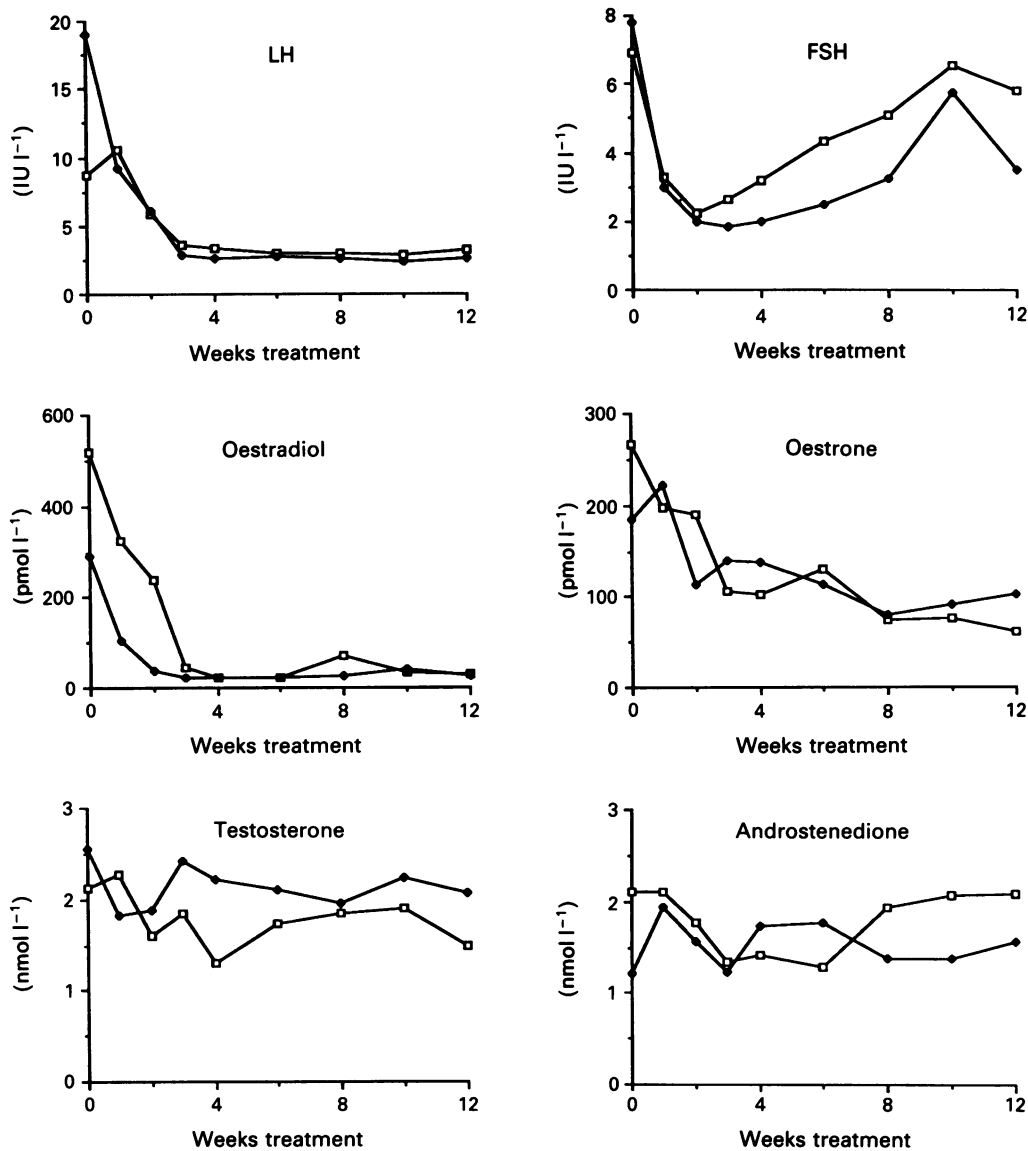 LH
20
15
10
5
0
(IU l⁻¹)
0 4 8 12
Weeks treatment
FSH
8
6
4
2
0
(IU l⁻¹)
0 4 8 12
Weeks treatment
Oestradiol
600
400
200
0
(pmol l⁻¹)
0 4 8 12
Weeks treatment
Oestrone
300
200
100
0
(pmol l⁻¹)
0 4 8 12
Weeks treatment
Testosterone
3
2
1
0
(nmol l⁻¹)
0 4 8 12
Weeks treatment
Androstenedione
3
2
1
0
(nmol l⁻¹)
0 4 8 12
Weeks treatment